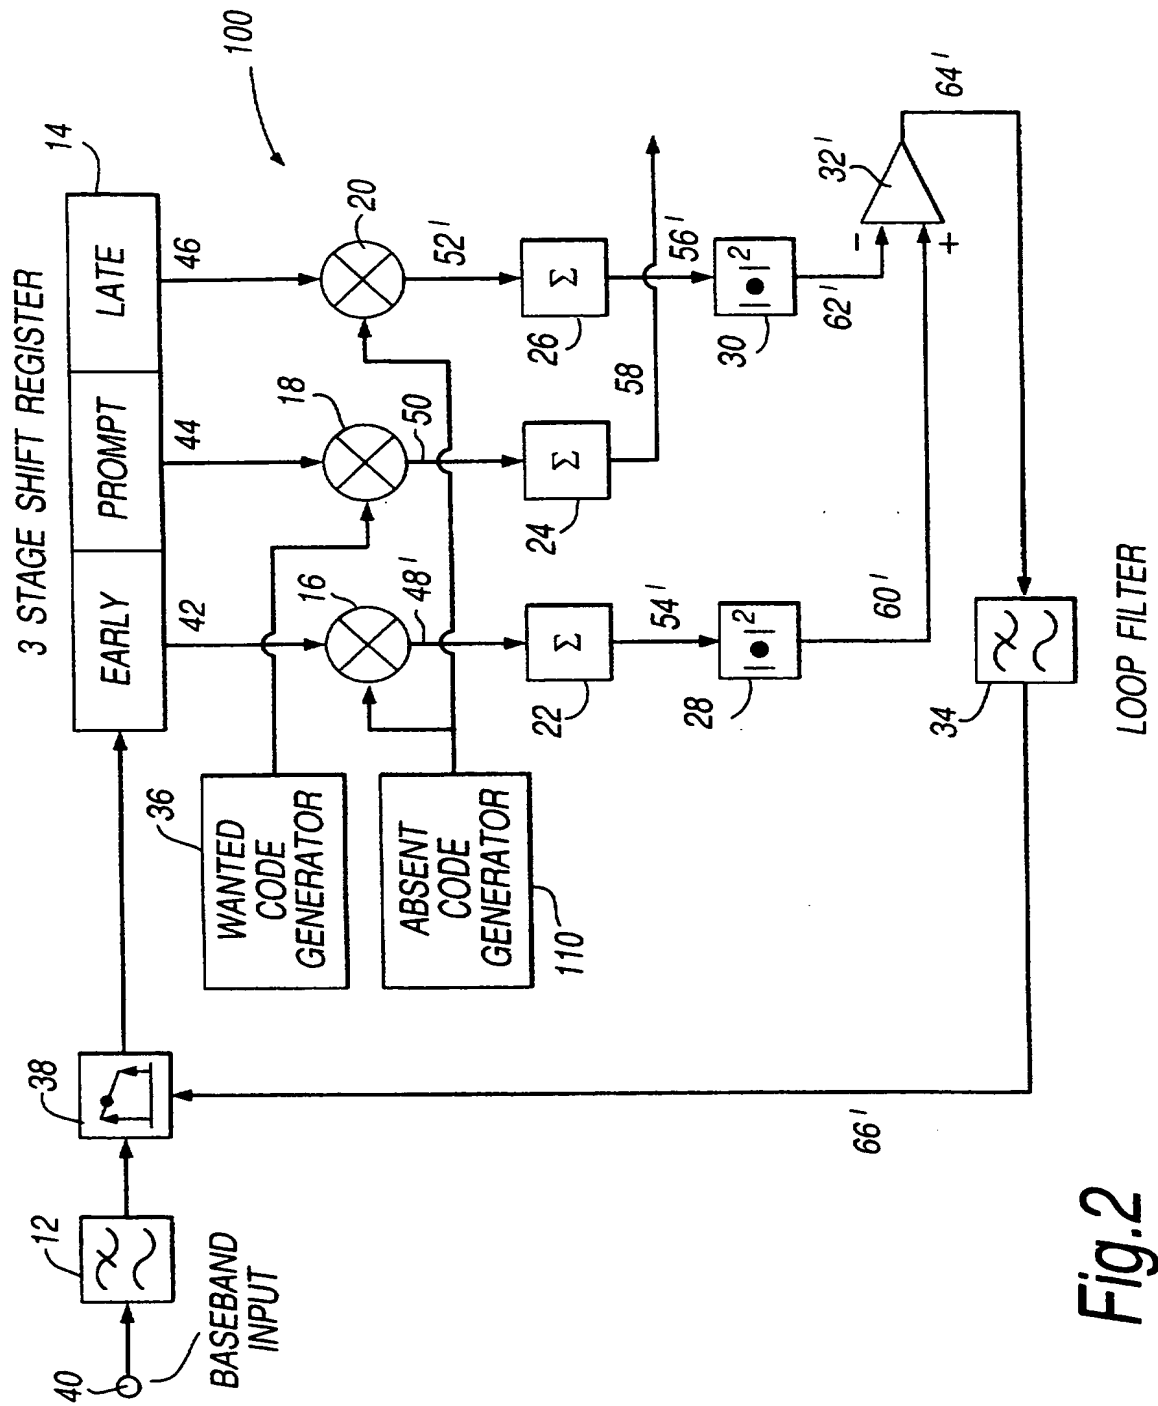 3 STAGE SHIFT REGISTER
14
100
EARLY
PROMPT
LATE
42
44
46
40
BASEBAND
INPUT
12
38
36
WANTED
CODE
GENERATOR
ABSENT
CODE
GENERATOR
110
16
18
20
48'
50
52'
Σ
22
Σ
24
Σ
26
54'
58
56'
|●|²
28
|●|²
30
60'
62'
-
+
32'
64'
34
LOOP FILTER
66'
Fig.2